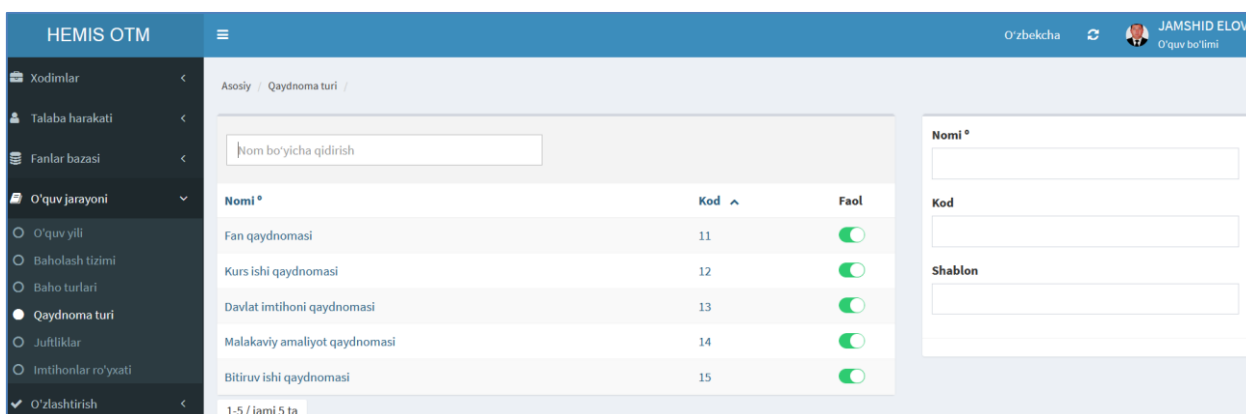 HEMIS OTM
O'zbekcha
JAMSHID ELOV
O'quv bo'limi
Xodimlar
Talaba harakati
Fanlar bazasi
O'quv jarayoni
O'quv yili
Baholash tizimi
Baho turlari
Qaydnoma turi
Juftliklar
Imtihonlar ro'yxati
O'zlashtirish
Asosiy / Qaydnoma turi /
Nom bo'yicha qidirish
Nomi º Kod Faol
Fan qaydnomasi 11
Kurs ishi qaydnomasi 12
Davlat imtihoni qaydnomasi 13
Malakaviy amaliyot qaydnomasi 14
Bitiruv ishi qaydnomasi 15
1-5 / jami 5 ta
Nomi º
Kod
Shablon